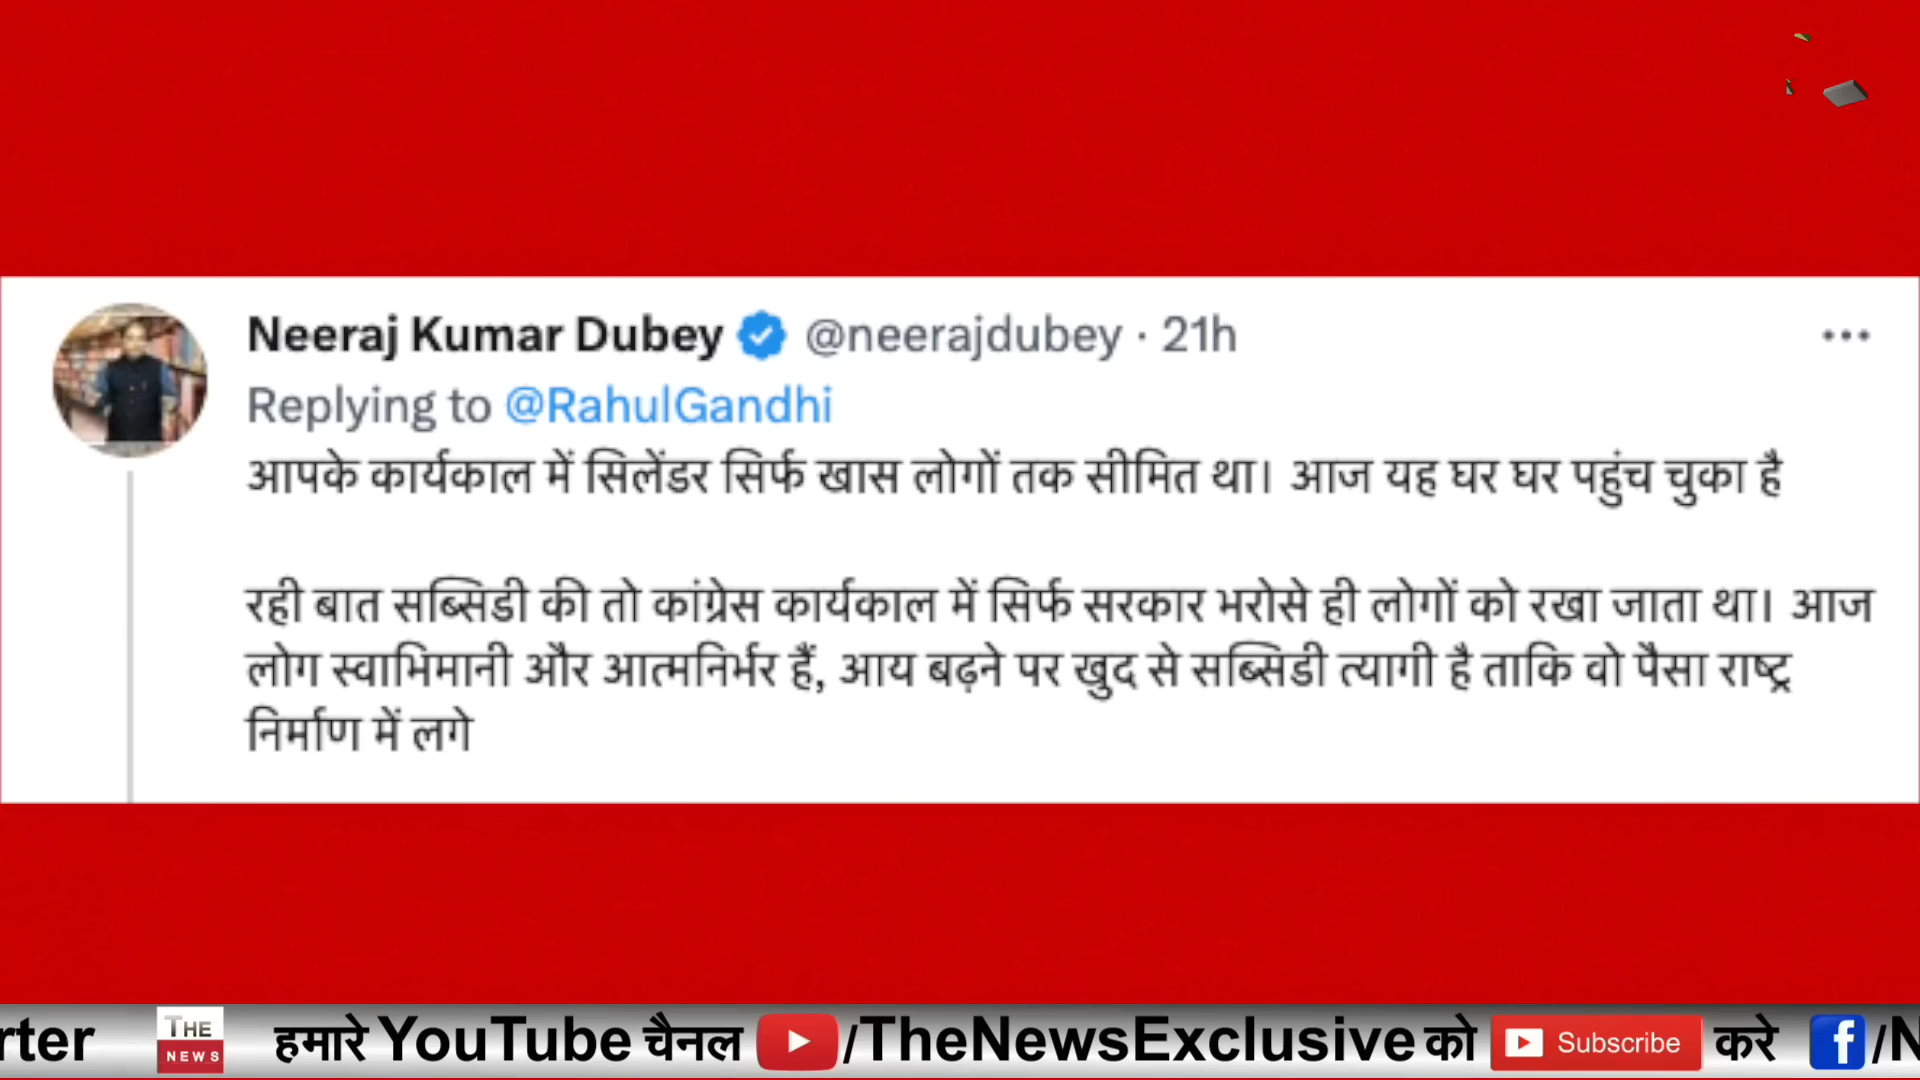 Neeraj Kumar Dubey @neerajdubey · 21h
Replying to @RahulGandhi
आपके कार्यकाल में सिलेंडर सिर्फ खास लोगों तक सीमित था। आज यह घर घर पहुंच चुका है
रही बात सब्सिडी की तो कांग्रेस कार्यकाल में सिर्फ सरकार भरोसे ही लोगों को रखा जाता था। आज
लोग स्वाभिमानी और आत्मनिर्भर हैं, आय बढ़ने पर खुद से सब्सिडी त्यागी है ताकि वो पैसा राष्ट्र
निर्माण में लगे
rter THE NEWS हमारे YouTube चैनल /TheNewsExclusive को Subscribe करे /N